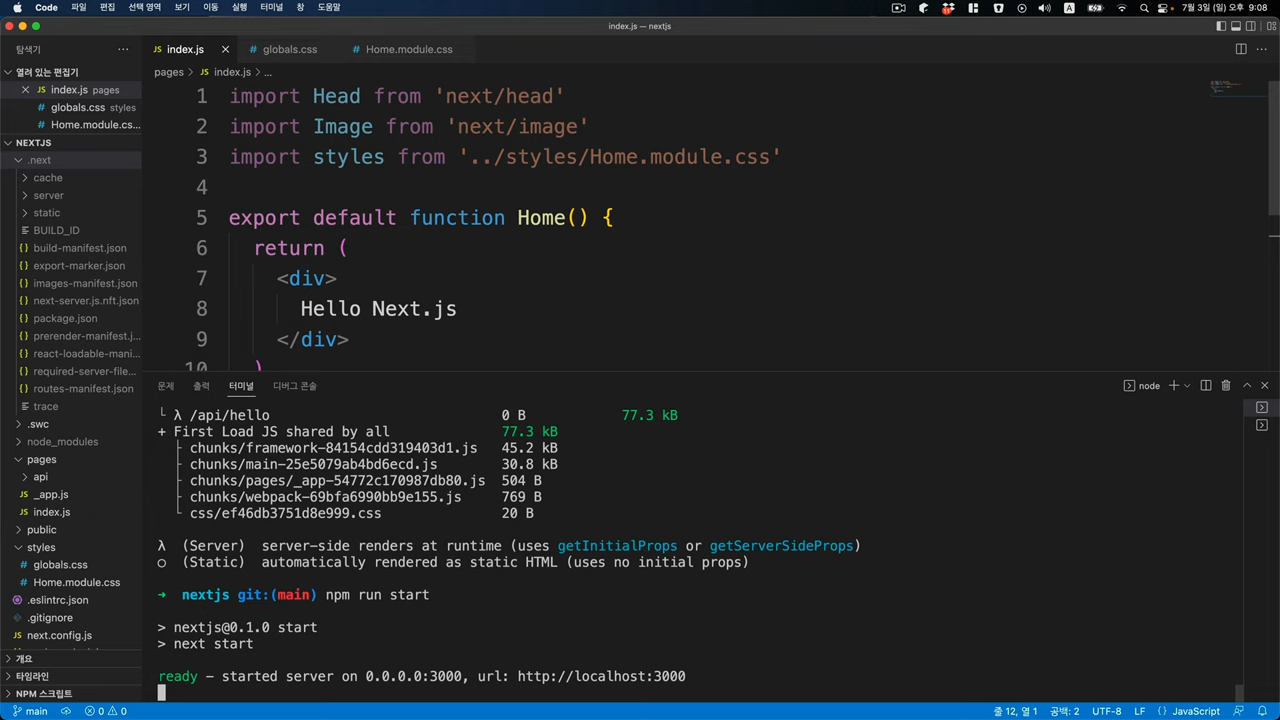 Code 파일 편집 선택 영역 보기 이동 실행 터미널 창 도움말
A
7월 3일 (일) 오후 9:08
index.js — nextjs
탐색기
열려 있는 편집기
index.js pages
globals.css styles
Home.module.cs...
NEXTJS
.next
cache
server
static
BUILD_ID
build-manifest.json
export-marker.json
images-manifest.json
next-server.js.nft.json
package.json
prerender-manifest.j...
react-loadable-mani...
required-server-file...
routes-manifest.json
trace
.swc
node_modules
pages
api
_app.js
index.js
public
styles
globals.css
Home.module.css
.eslintrc.json
.gitignore
next.config.js
개요
타임라인
NPM 스크립트
JS index.js
# globals.css
# Home.module.css
pages > JS index.js > ...
1 import Head from 'next/head'
2 import Image from 'next/image'
3 import styles from '../styles/Home.module.css'
4
5 export default function Home() {
6 return (
7 <div>
8 Hello Next.js
9 </div>
10 )
문제 출력 터미널 디버그 콘솔
node
└ λ /api/hello 0 B 77.3 kB
+ First Load JS shared by all 77.3 kB
├ chunks/framework-84154cdd319403d1.js 45.2 kB
├ chunks/main-25e5079ab4bd6ecd.js 30.8 kB
├ chunks/pages/_app-54772c170987db80.js 504 B
├ chunks/webpack-69bfa6990bb9e155.js 769 B
└ css/ef46db3751d8e999.css 20 B
λ (Server) server-side renders at runtime (uses getInitialProps or getServerSideProps)
○ (Static) automatically rendered as static HTML (uses no initial props)
➜ nextjs git:(main) npm run start
> nextjs@0.1.0 start
> next start
ready - started server on 0.0.0.0:3000, url: http://localhost:3000
main 0 0
줄 12, 열 1 공백: 2 UTF-8 LF {} JavaScript